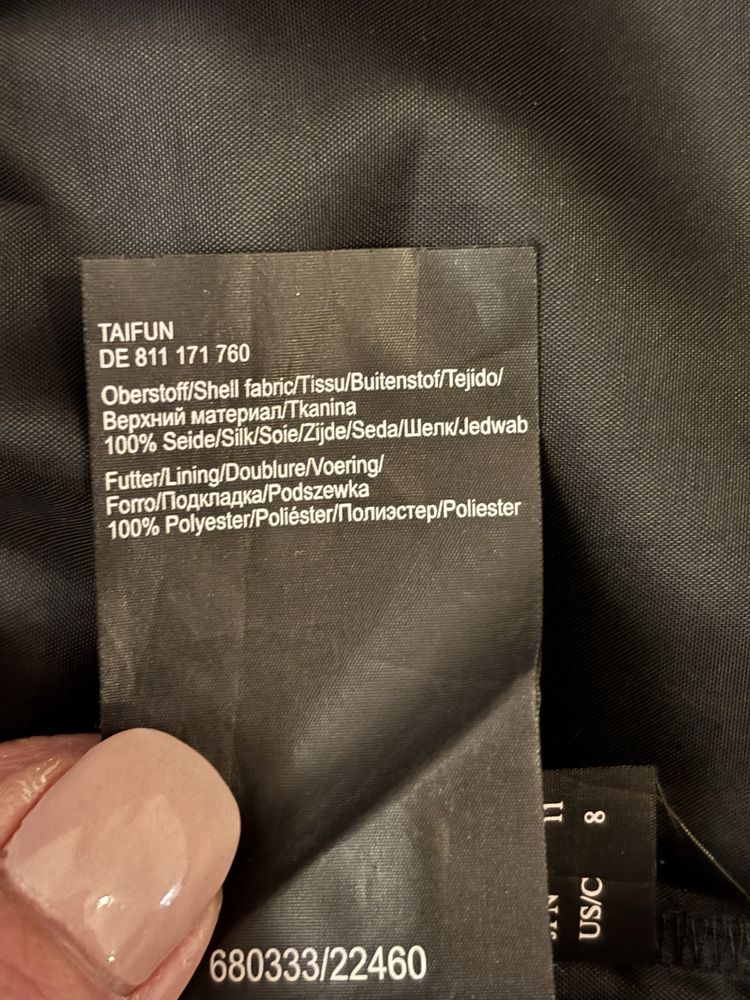 TAIFUN
DE 811 171 760
Oberstoff/Shell fabric/Tissu/Buitenstof/Tejido/
Верхний материал/Tkanina
100% Seide/Silk/Soie/Zijde/Seda/Шелк/Jedwab
Futter/Lining/Doublure/Voering/
Forro/Подкладка/Podszewka
100% Polyester/Poliéster/Полиэстер/Poliester
680333/22460
11
US/C 8